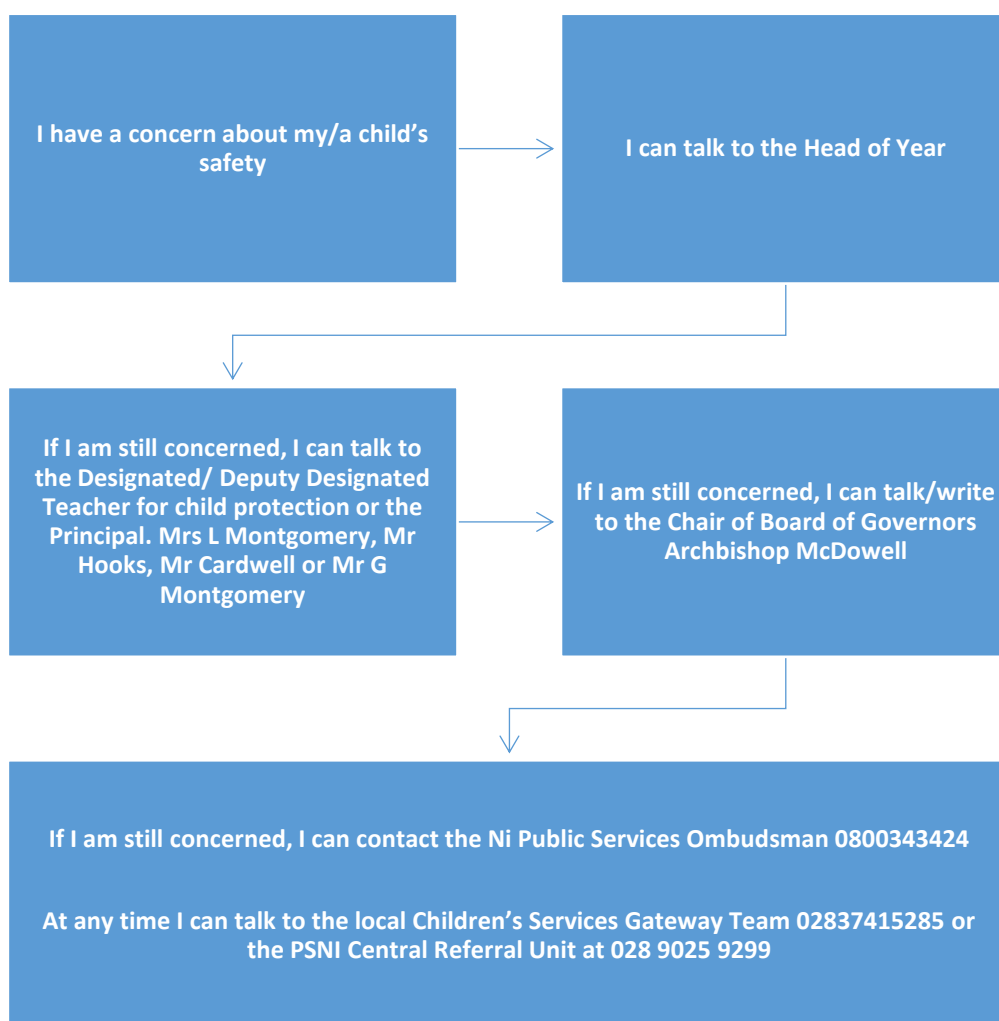 I have a concern about my/a child’s
safety
I can talk to the Head of Year
If I am still concerned, I can talk to
the Designated/ Deputy Designated
Teacher for child protection or the
Principal. Mrs L Montgomery, Mr
Hooks, Mr Cardwell or Mr G
Montgomery
If I am still concerned, I can talk/write
to the Chair of Board of Governors
Archbishop McDowell
If I am still concerned, I can contact the Ni Public Services Ombudsman 0800343424
At any time I can talk to the local Children’s Services Gateway Team 02837415285 or
the PSNI Central Referral Unit at 028 9025 9299